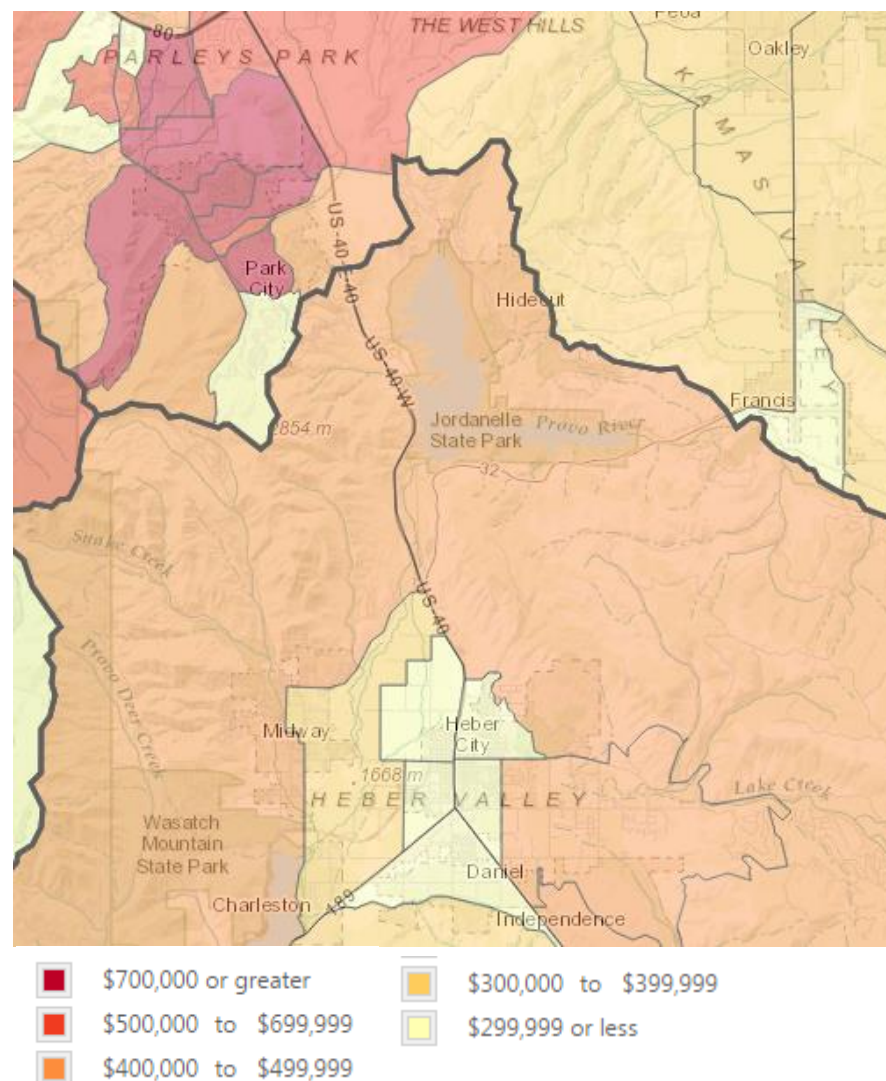 THE WEST HILLS
Peoa
80
PARLEYS PARK
Oakley
KAMAS VALLEY
US-40-E-40
Park
City
Hideout
US-40-W
Francis
2854 m
Jordanelle
State Park
Provo River
32
Snake Creek
US-40
Provo Deer Creek
Midway
Heber
City
1668 m
HEBER VALLEY
Lake Creek
Wasatch
Mountain
State Park
Daniel
Charleston
189
Independence
$700,000 or greater
$500,000 to $699,999
$400,000 to $499,999
$300,000 to $399,999
$299,999 or less